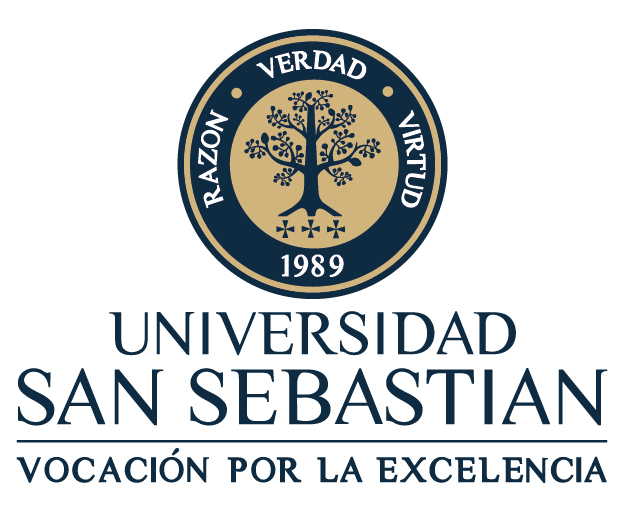 RAZON • VERDAD • VIRTUD
1989
UNIVERSIDAD
SAN SEBASTIAN
VOCACIÓN POR LA EXCELENCIA